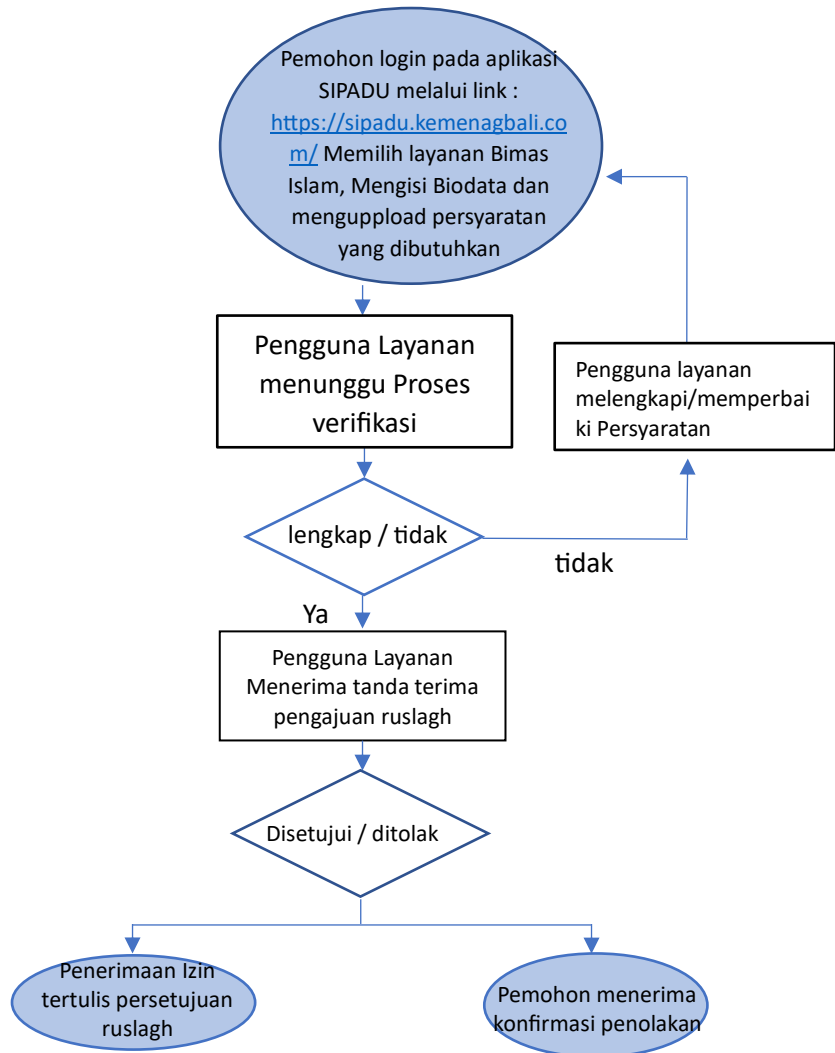 Pemohon login pada aplikasi
SIPADU melalui link :
https://sipadu.kemenagbali.co
m/ Memilih layanan Bimas
Islam, Mengisi Biodata dan
menguppload persyaratan
yang dibutuhkan
Pengguna Layanan
menunggu Proses
verifikasi
Pengguna layanan
melengkapi/memperbai
ki Persyaratan
lengkap / tidak
tidak
Ya
Pengguna Layanan
Menerima tanda terima
pengajuan ruslagh
Disetujui / ditolak
Penerimaan Izin
tertulis persetujuan
ruslagh
Pemohon menerima
konfirmasi penolakan